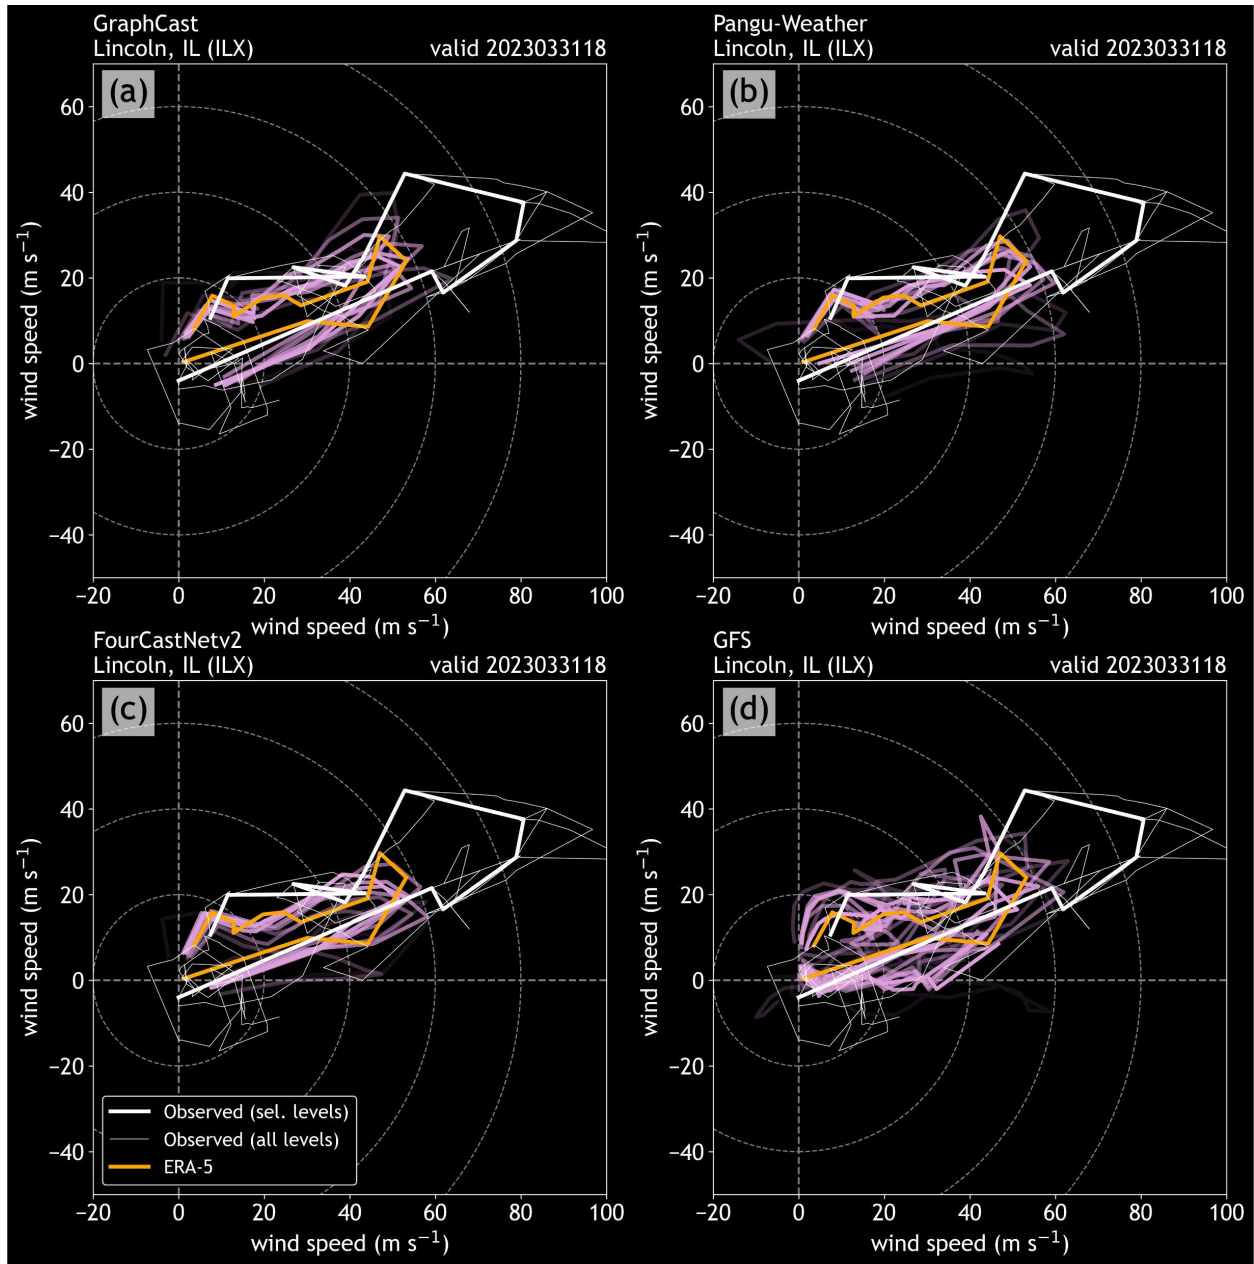 GraphCast
Lincoln, IL (ILX) valid 2023033118
(a)
60
40
20
0
−20
−40
wind speed (m s⁻¹)
−20 0 20 40 60 80 100
wind speed (m s⁻¹)
Pangu-Weather
Lincoln, IL (ILX) valid 2023033118
(b)
60
40
20
0
−20
−40
wind speed (m s⁻¹)
−20 0 20 40 60 80 100
wind speed (m s⁻¹)
FourCastNetv2
Lincoln, IL (ILX) valid 2023033118
(c)
60
40
20
0
−20
−40
wind speed (m s⁻¹)
Observed (sel. levels)
Observed (all levels)
ERA-5
−20 0 20 40 60 80 100
wind speed (m s⁻¹)
GFS
Lincoln, IL (ILX) valid 2023033118
(d)
60
40
20
0
−20
−40
wind speed (m s⁻¹)
−20 0 20 40 60 80 100
wind speed (m s⁻¹)